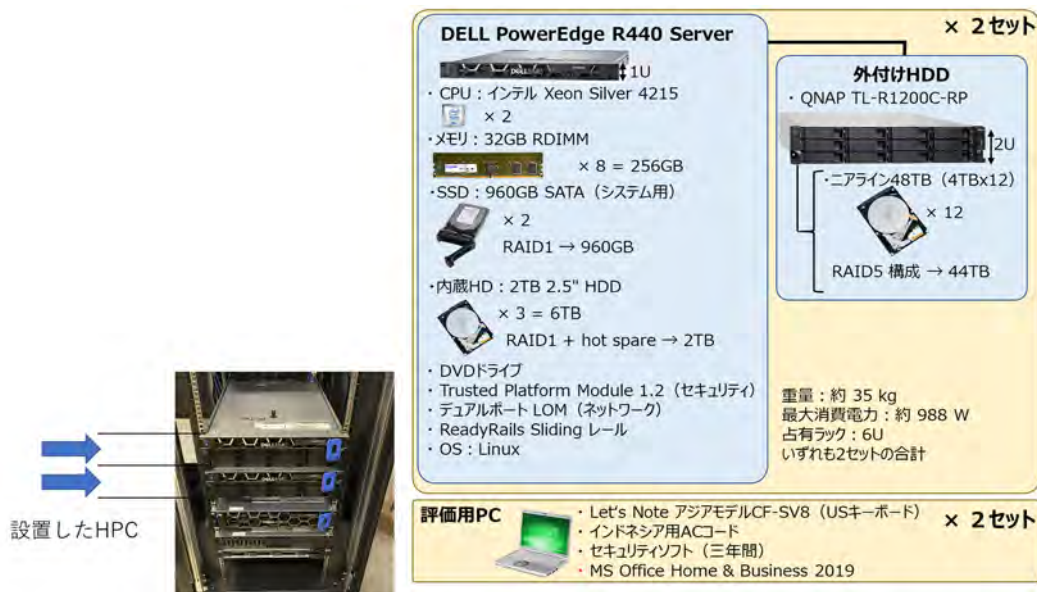 × 2セット
DELL PowerEdge R440 Server
1U
・CPU：インテル Xeon Silver 4215
× 2
・メモリ：32GB RDIMM
× 8 = 256GB
・SSD：960GB SATA（システム用）
× 2
RAID1 → 960GB
・内蔵HD：2TB 2.5" HDD
× 3 = 6TB
RAID1 + hot spare → 2TB
・DVDドライブ
・Trusted Platform Module 1.2（セキュリティ）
・デュアルポート LOM（ネットワーク）
・ReadyRails Sliding レール
・OS：Linux
外付けHDD
・QNAP TL-R1200C-RP
2U
・ニアライン48TB（4TBx12）
× 12
RAID5 構成 → 44TB
重量：約 35 kg
最大消費電力：約 988 W
占有ラック：6U
いずれも2セットの合計
設置したHPC
評価用PC
・Let's Note アジアモデルCF-SV8（USキーボード）
・インドネシア用ACコード
・セキュリティソフト（三年間）
・MS Office Home & Business 2019
× 2セット